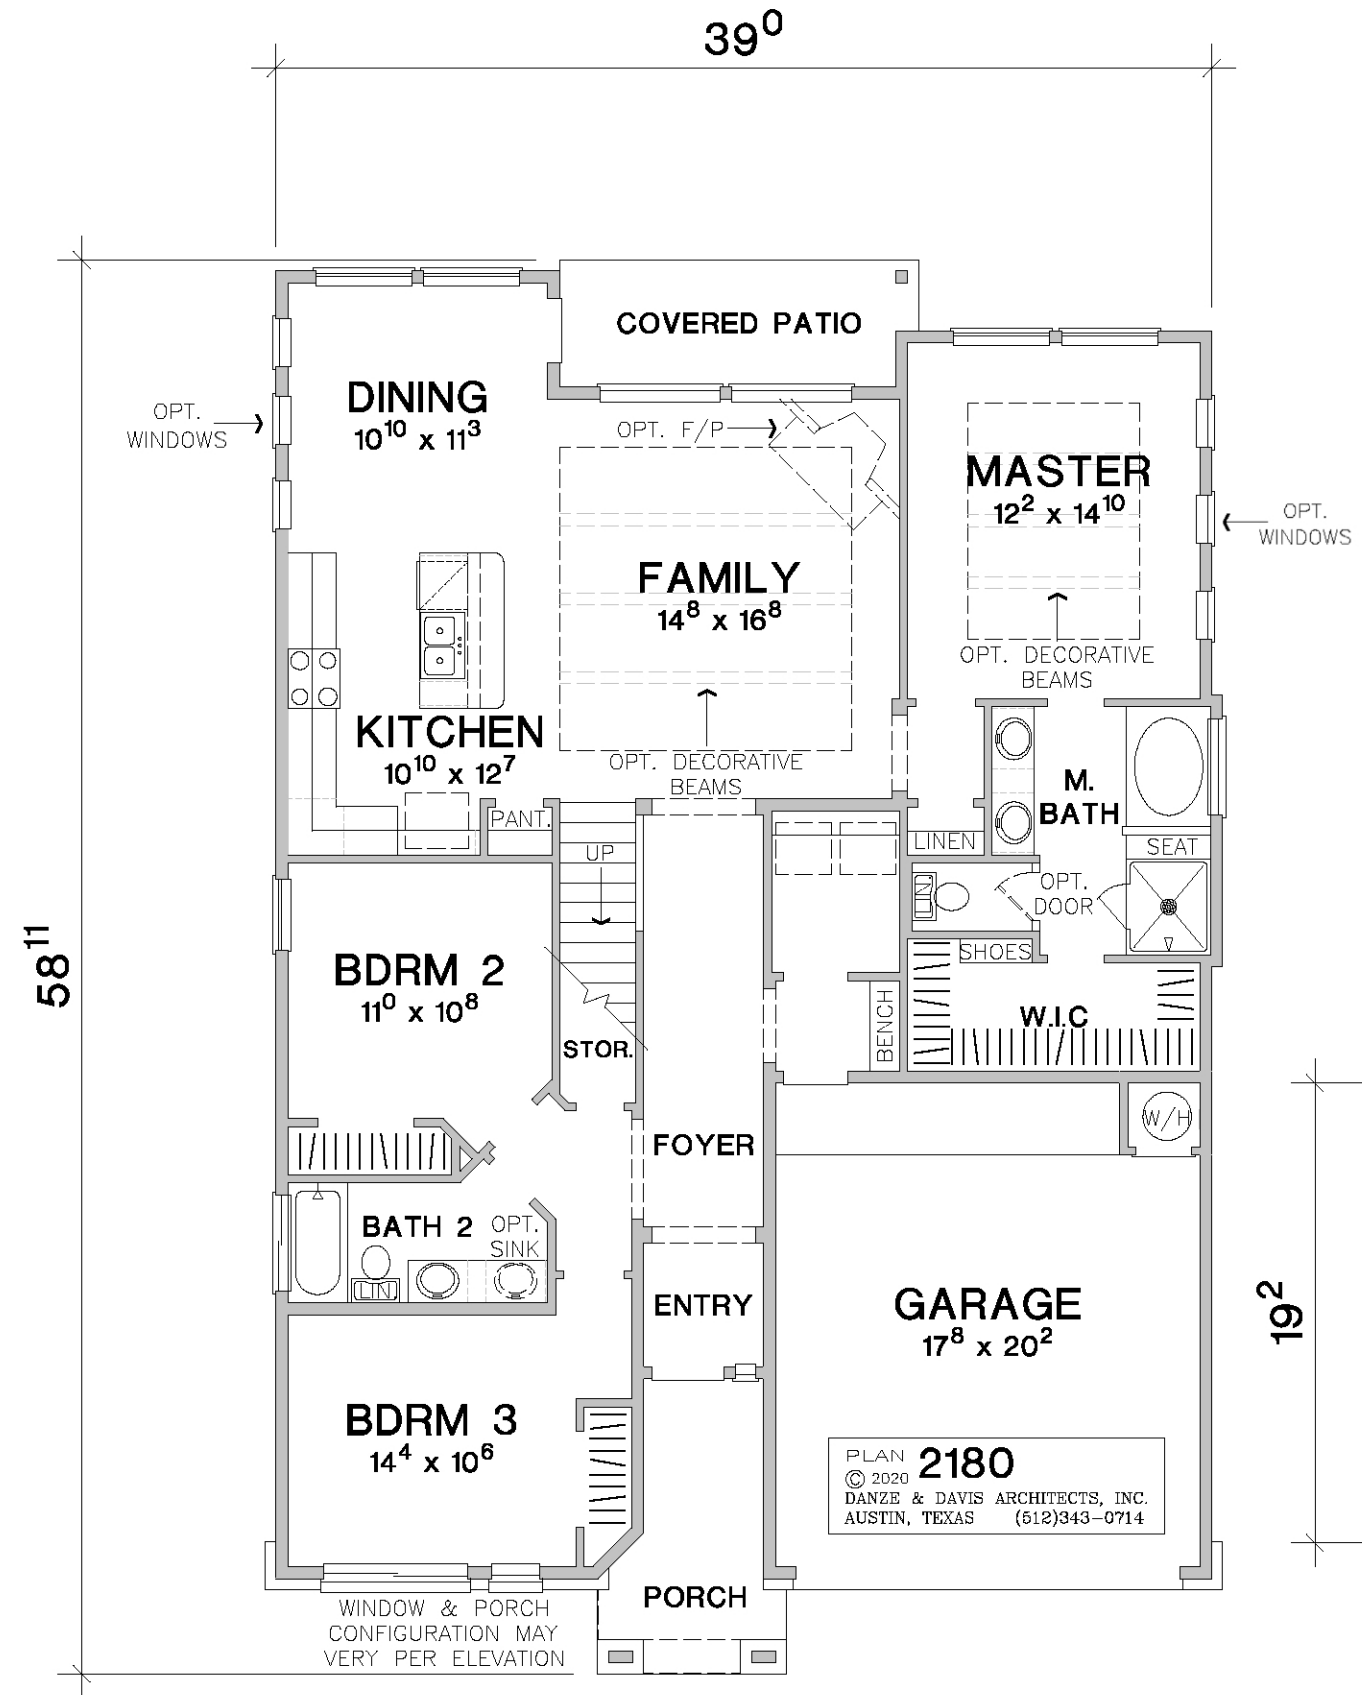 39⁰
COVERED PATIO
DINING
10¹⁰ x 11³
OPT.
WINDOWS
OPT. F/P
MASTER
12² x 14¹⁰
OPT.
WINDOWS
FAMILY
14⁸ x 16⁸
OPT. DECORATIVE
BEAMS
KITCHEN
10¹⁰ x 12⁷
OPT. DECORATIVE
BEAMS
M.
BATH
PANT.
LINEN
SEAT
UP
OPT.
DOOR
58¹¹
BDRM 2
11⁰ x 10⁸
SHOES
W.I.C
BENCH
STOR.
FOYER
W/H
BATH 2
OPT.
SINK
LIN
ENTRY
GARAGE
17⁸ x 20²
19²
BDRM 3
14⁴ x 10⁶
PLAN 2180
© 2020
DANZE & DAVIS ARCHITECTS, INC.
AUSTIN, TEXAS (512)343-0714
PORCH
WINDOW & PORCH
CONFIGURATION MAY
VERY PER ELEVATION